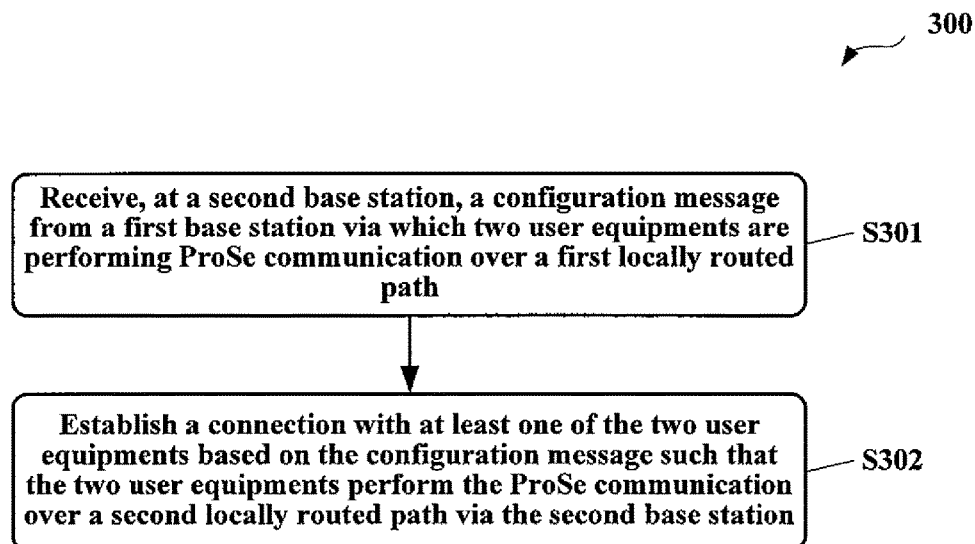 300
Receive, at a second base station, a configuration message
from a first base station via which two user equipments are
performing ProSe communication over a first locally routed
path
S301
Establish a connection with at least one of the two user
equipments based on the configuration message such that
the two user equipments perform the ProSe communication
over a second locally routed path via the second base station
S302